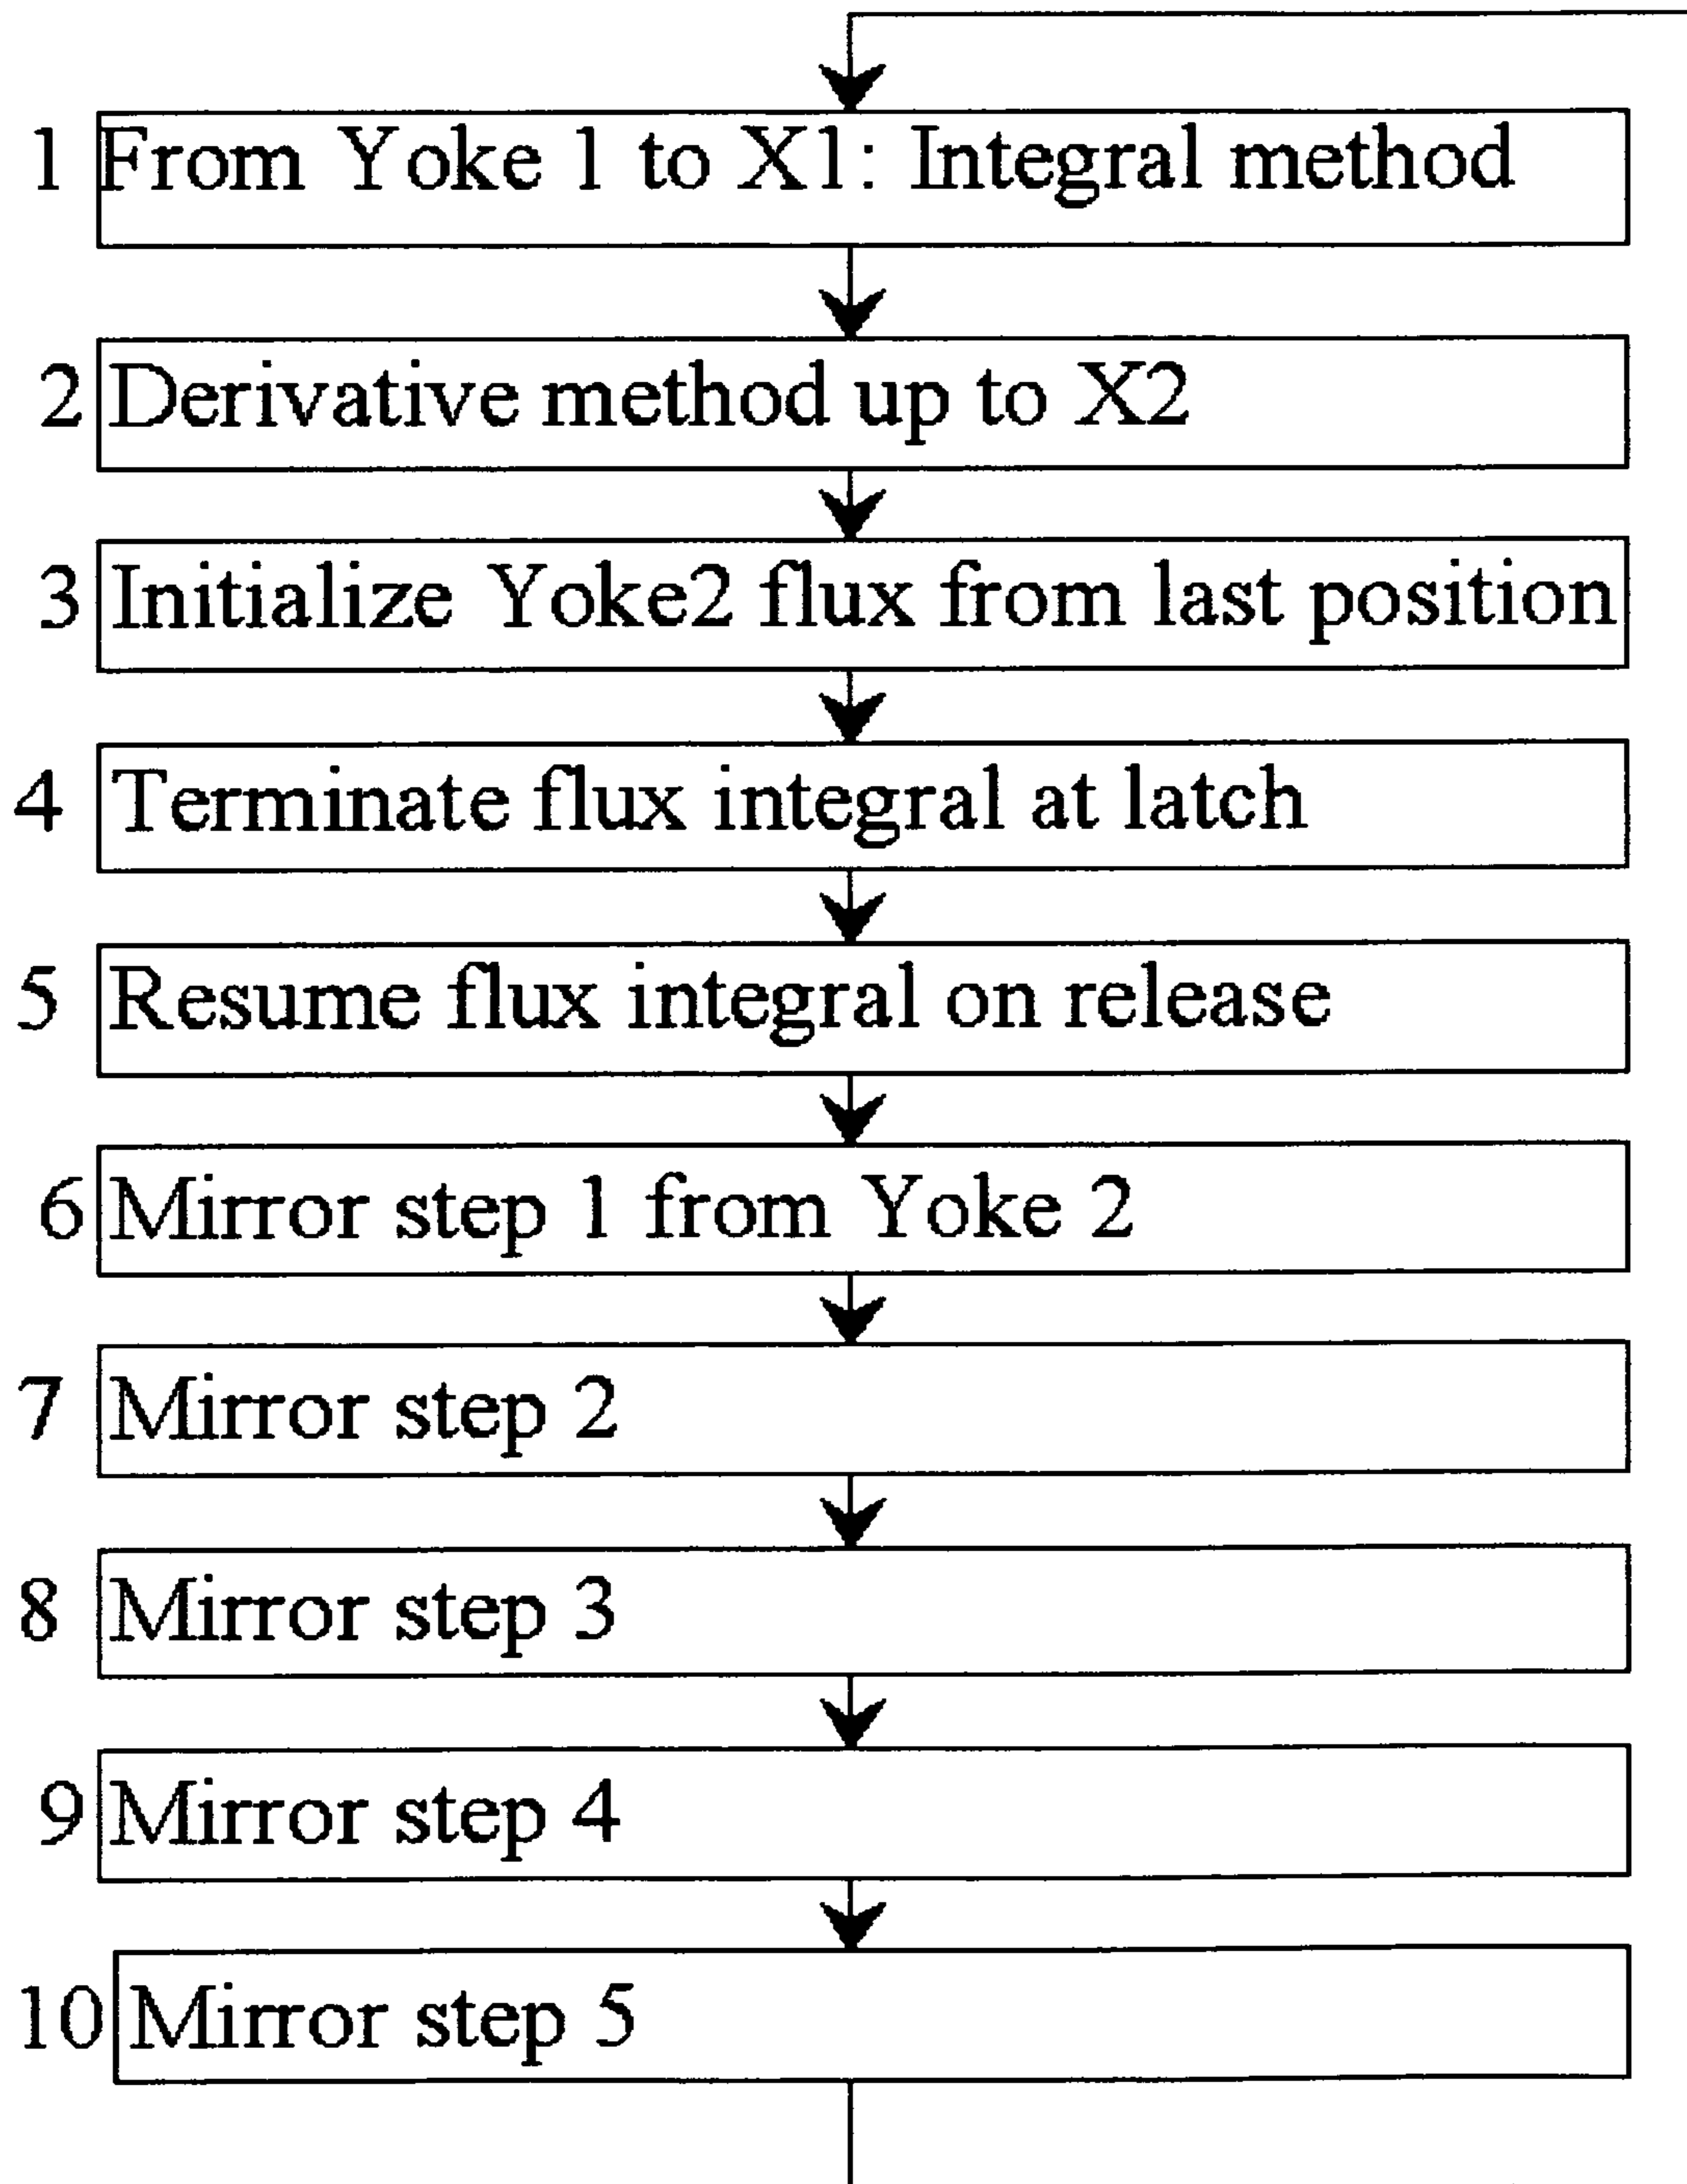 1 From Yoke 1 to X1: Integral method
2 Derivative method up to X2
3 Initialize Yoke2 flux from last position
4 Terminate flux integral at latch
5 Resume flux integral on release
6 Mirror step 1 from Yoke 2
7 Mirror step 2
8 Mirror step 3
9 Mirror step 4
10 Mirror step 5